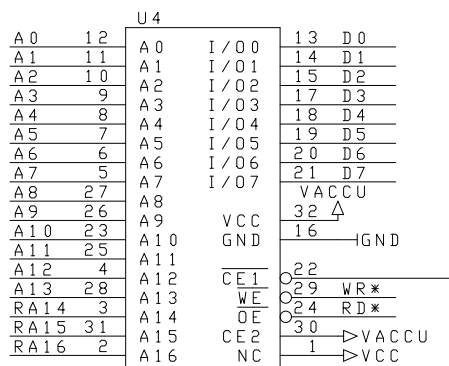 U4
A0 12 A0 I/O0 13 D0
A1 11 A1 I/O1 14 D1
A2 10 A2 I/O2 15 D2
A3 9 A3 I/O3 17 D3
A4 8 A4 I/O4 18 D4
A5 7 A5 I/O5 19 D5
A6 6 A6 I/O6 20 D6
A7 5 A7 I/O7 21 D7
A8 27 A8 VACCU
A9 26 A9 VCC 32
A10 23 A10 GND 16 GND
A11 25 A11
A12 4 A12 CE1 22
A13 28 A13 WE 29 WR*
RA14 3 A14 OE 24 RD*
RA15 31 A15 CE2 30 VACCU
RA16 2 A16 NC 1 VCC